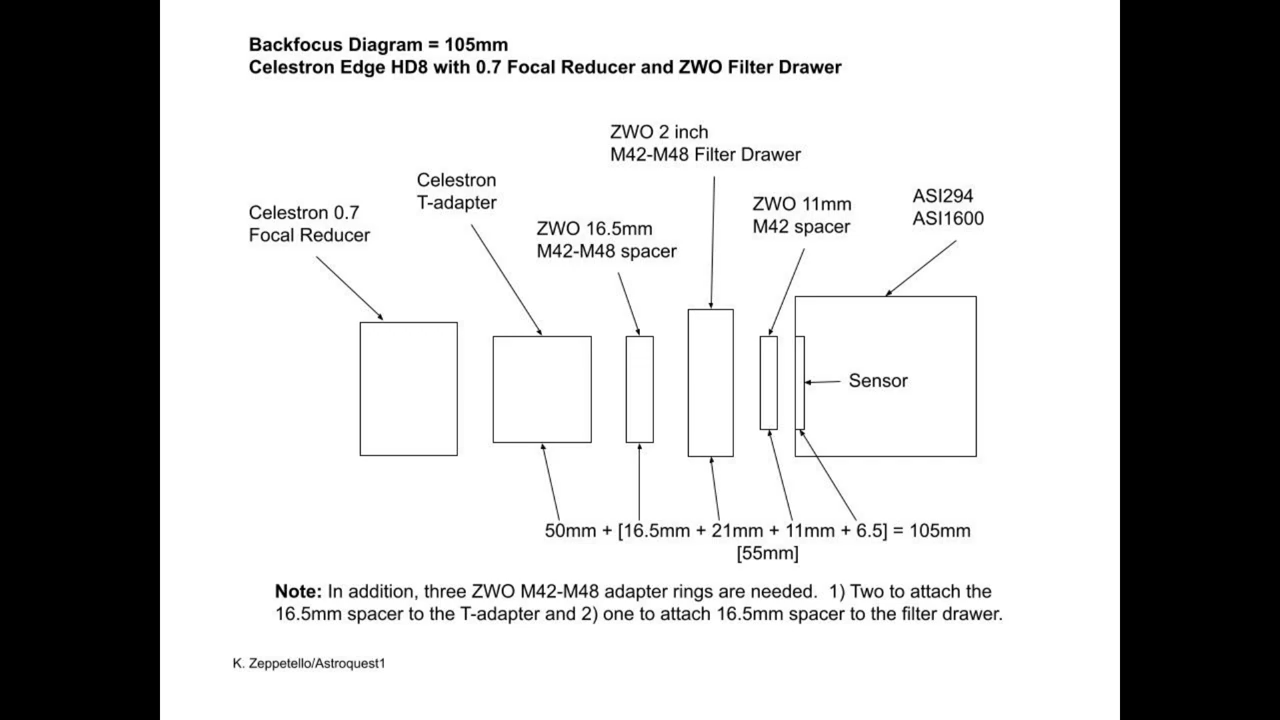 Backfocus Diagram = 105mm
Celestron Edge HD8 with 0.7 Focal Reducer and ZWO Filter Drawer
ZWO 2 inch
M42-M48 Filter Drawer
Celestron
T-adapter
Celestron 0.7
Focal Reducer
ZWO 16.5mm
M42-M48 spacer
ZWO 11mm
M42 spacer
ASI294
ASI1600
Sensor
50mm + [16.5mm + 21mm + 11mm + 6.5] = 105mm
[55mm]
Note: In addition, three ZWO M42-M48 adapter rings are needed.  1) Two to attach the
16.5mm spacer to the T-adapter and 2) one to attach 16.5mm spacer to the filter drawer.
K. Zeppetello/Astroquest1